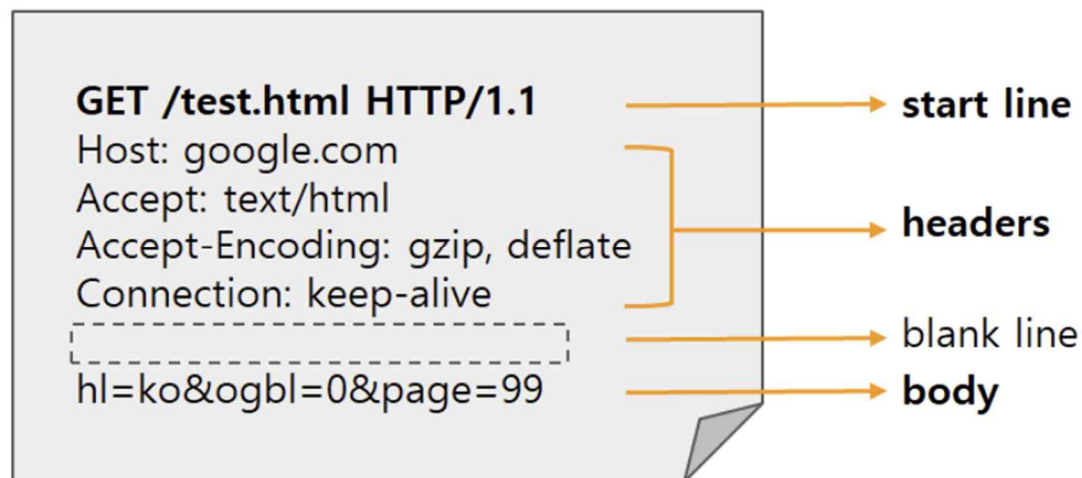 GET /test.html HTTP/1.1
start line
Host: google.com
Accept: text/html
Accept-Encoding: gzip, deflate
Connection: keep-alive
headers
blank line
hl=ko&ogbl=0&page=99
body